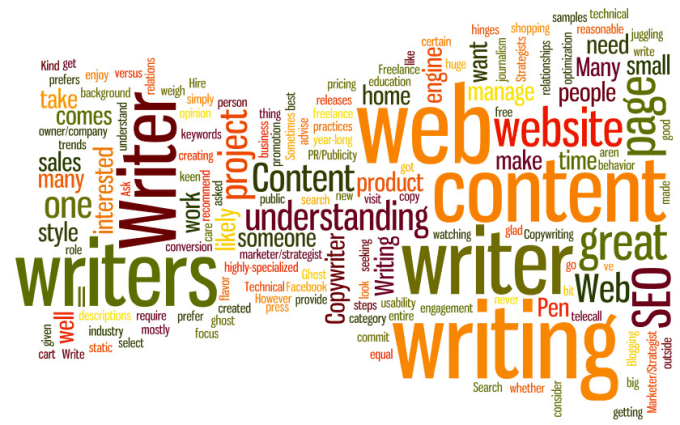 Kind
get
prefers
enjoy
versus
relations
background
weigh
Hire
take
simply
opinion
comes
understand
owner/company
keywords
trends
creating
sales
many
Ask
interested
Writer
keen
one
work
care
recommend
asked
style
role
conversion
writers
likely
project
person
business
thing
promotion
Sometimes
best
advise
PR/Publicity
pricing
releases
freelance
practices
year-long
Freelance
education
home
like
certain
engine
huge
hinges
want
journalism
Strategists
shopping
manage
relationships
samples
technical
reasonable
optimization
juggling
need
write
Many
small
people
page
good
web
free
website
make
time
aren
behavior
Content
product
got
public
search
new
visit
copy
content
made
understanding
someone
marketer/strategist
highly-specialized
Copywriter
seeking
Writing
look
watching
glad
Copywriting
great
writer
go
ve
bit
Web
SEO
flavor
Technical
Ghost
Facebook
However
provide
press
steps
usability
category
entire
engagement
never
Pen
telecall
Blogging
outside
Marketer/Strategist
commit
equal
writing
Search
whether
consider
big
getting
created
ghost
focus
prefer
require
mostly
descriptions
industry
select
well
static
given
cart
Write